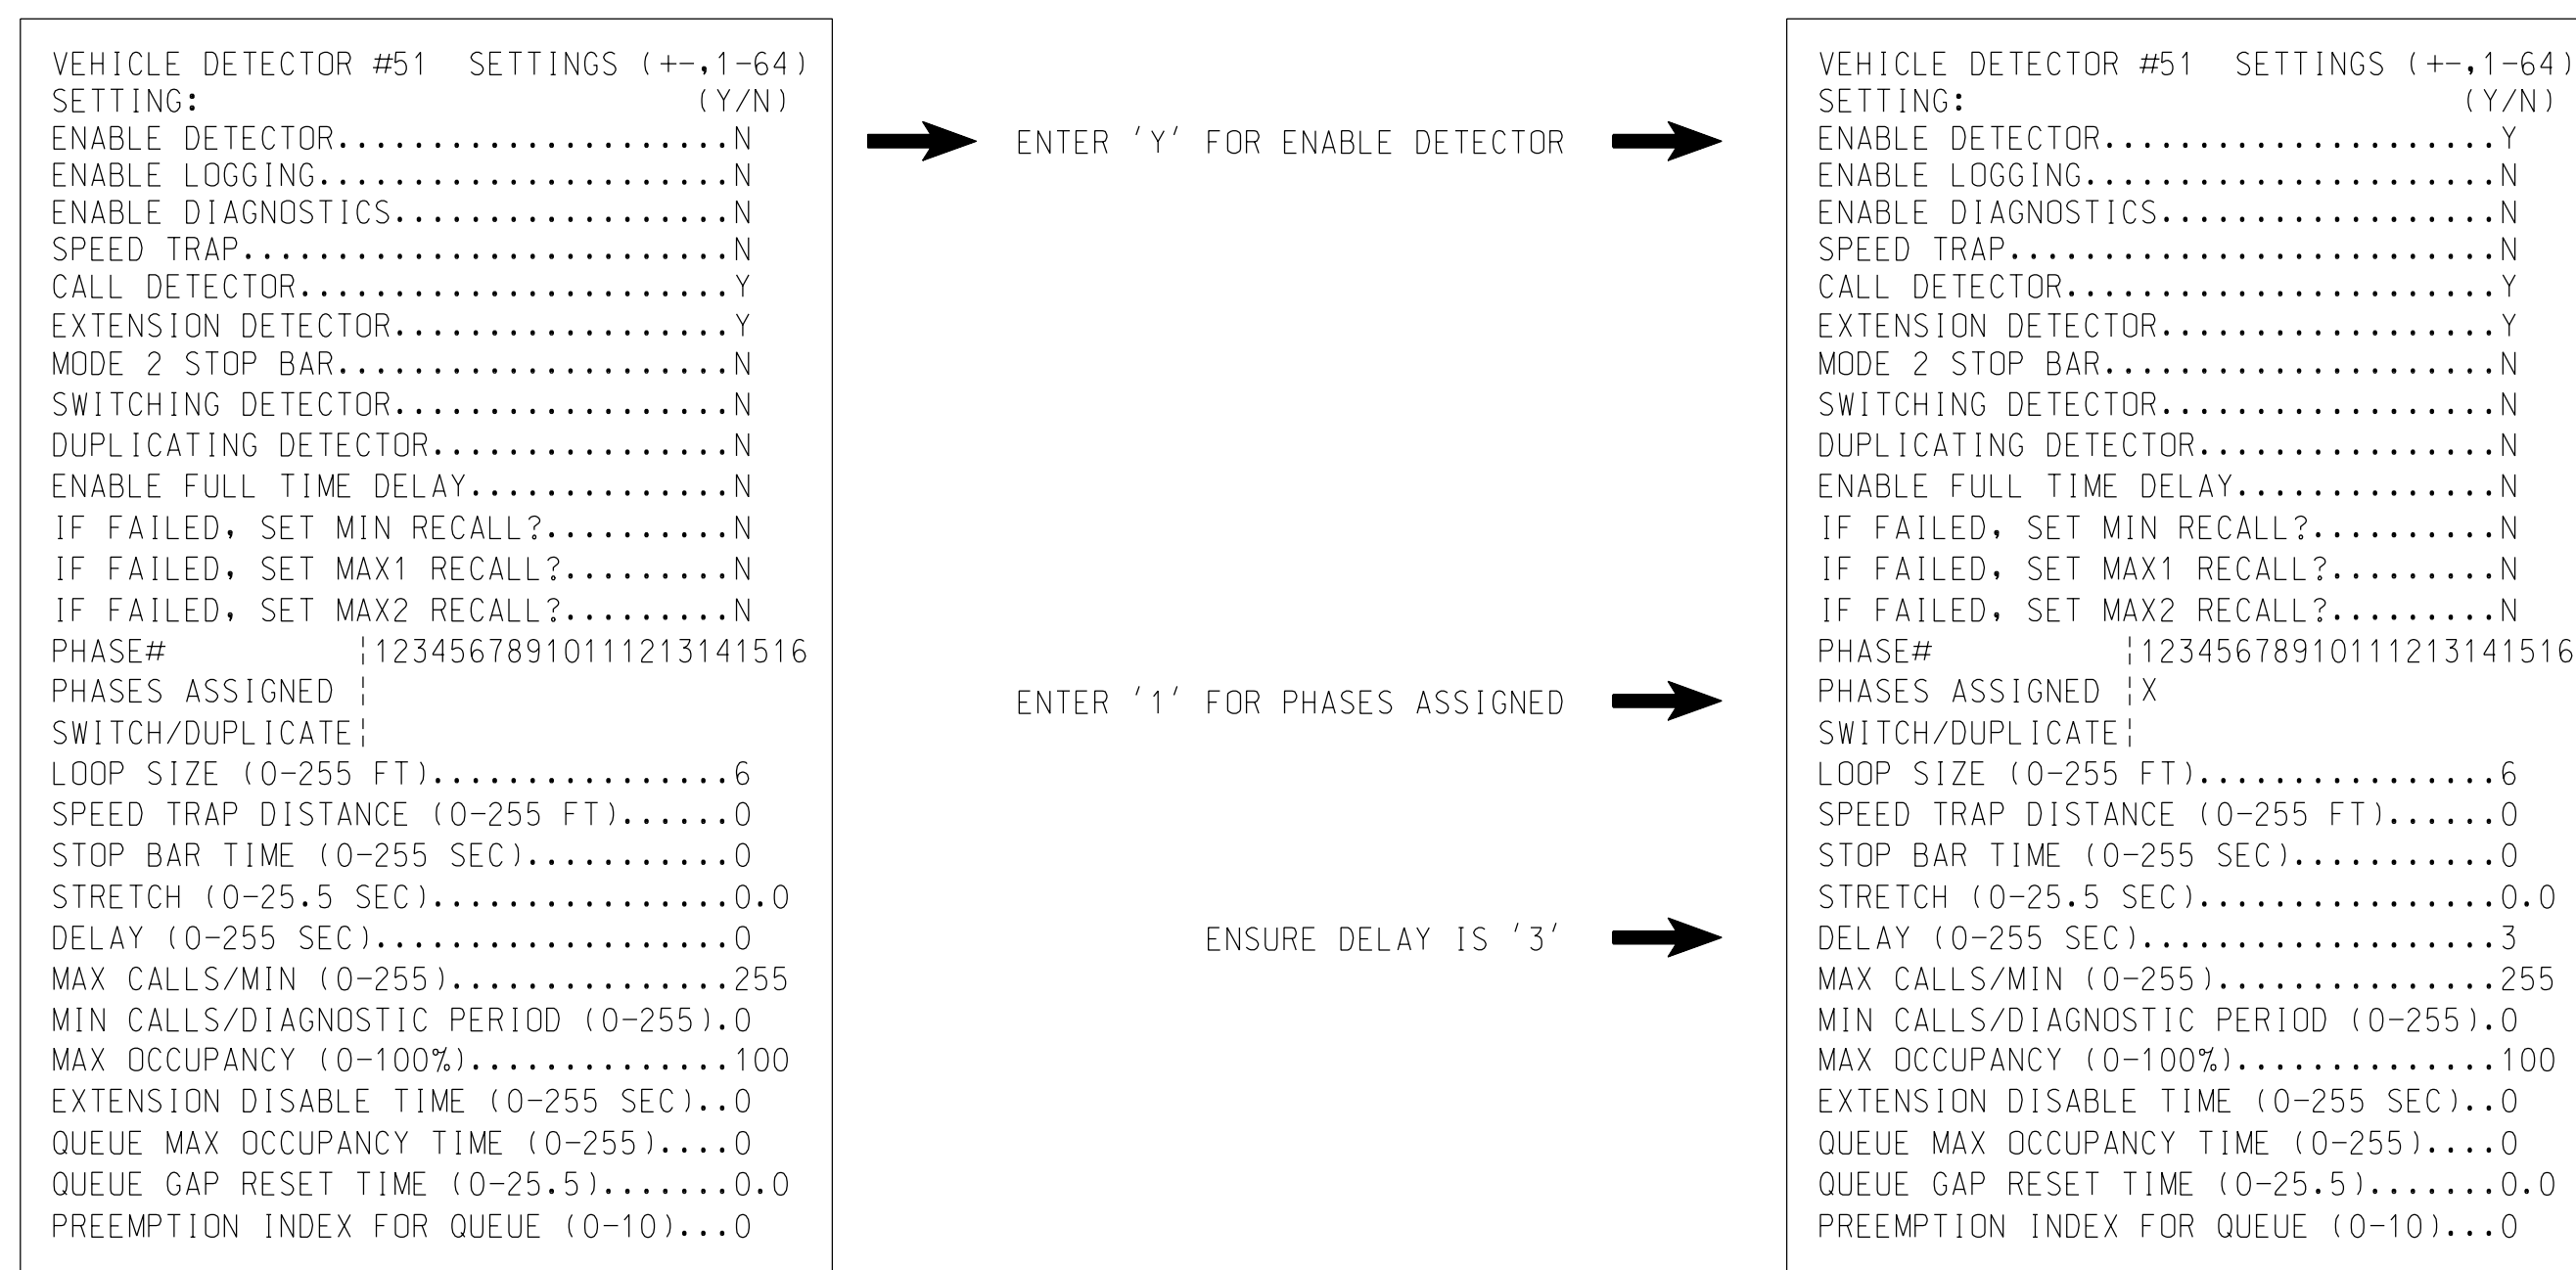 VEHICLE DETECTOR #51  SETTINGS (+-,1-64)
SETTING: (Y/N)
ENABLE DETECTOR.....................N
ENABLE LOGGING......................N
ENABLE DIAGNOSTICS..................N
SPEED TRAP..........................N
CALL DETECTOR.......................Y
EXTENSION DETECTOR..................Y
MODE 2 STOP BAR.....................N
SWITCHING DETECTOR..................N
DUPLICATING DETECTOR................N
ENABLE FULL TIME DELAY..............N
IF FAILED, SET MIN RECALL?..........N
IF FAILED, SET MAX1 RECALL?.........N
IF FAILED, SET MAX2 RECALL?.........N
PHASE# ¦12345678910111213141516
PHASES ASSIGNED ¦
SWITCH/DUPLICATE¦
LOOP SIZE (0-255 FT)................6
SPEED TRAP DISTANCE (0-255 FT)......0
STOP BAR TIME (0-255 SEC)...........0
STRETCH (0-25.5 SEC)................0.0
DELAY (0-255 SEC)...................0
MAX CALLS/MIN (0-255)...............255
MIN CALLS/DIAGNOSTIC PERIOD (0-255).0
MAX OCCUPANCY (0-100%)..............100
EXTENSION DISABLE TIME (0-255 SEC)..0
QUEUE MAX OCCUPANCY TIME (0-255)....0
QUEUE GAP RESET TIME (0-25.5).......0.0
PREEMPTION INDEX FOR QUEUE (0-10)...0
ENTER 'Y' FOR ENABLE DETECTOR
ENTER '1' FOR PHASES ASSIGNED
ENSURE DELAY IS '3'
VEHICLE DETECTOR #51  SETTINGS (+-,1-64)
SETTING: (Y/N)
ENABLE DETECTOR.....................Y
ENABLE LOGGING......................N
ENABLE DIAGNOSTICS..................N
SPEED TRAP..........................N
CALL DETECTOR.......................Y
EXTENSION DETECTOR..................Y
MODE 2 STOP BAR.....................N
SWITCHING DETECTOR..................N
DUPLICATING DETECTOR................N
ENABLE FULL TIME DELAY..............N
IF FAILED, SET MIN RECALL?..........N
IF FAILED, SET MAX1 RECALL?.........N
IF FAILED, SET MAX2 RECALL?.........N
PHASE# ¦12345678910111213141516
PHASES ASSIGNED ¦X
SWITCH/DUPLICATE¦
LOOP SIZE (0-255 FT)................6
SPEED TRAP DISTANCE (0-255 FT)......0
STOP BAR TIME (0-255 SEC)...........0
STRETCH (0-25.5 SEC)................0.0
DELAY (0-255 SEC)...................3
MAX CALLS/MIN (0-255)...............255
MIN CALLS/DIAGNOSTIC PERIOD (0-255).0
MAX OCCUPANCY (0-100%)..............100
EXTENSION DISABLE TIME (0-255 SEC)..0
QUEUE MAX OCCUPANCY TIME (0-255)....0
QUEUE GAP RESET TIME (0-25.5).......0.0
PREEMPTION INDEX FOR QUEUE (0-10)...0